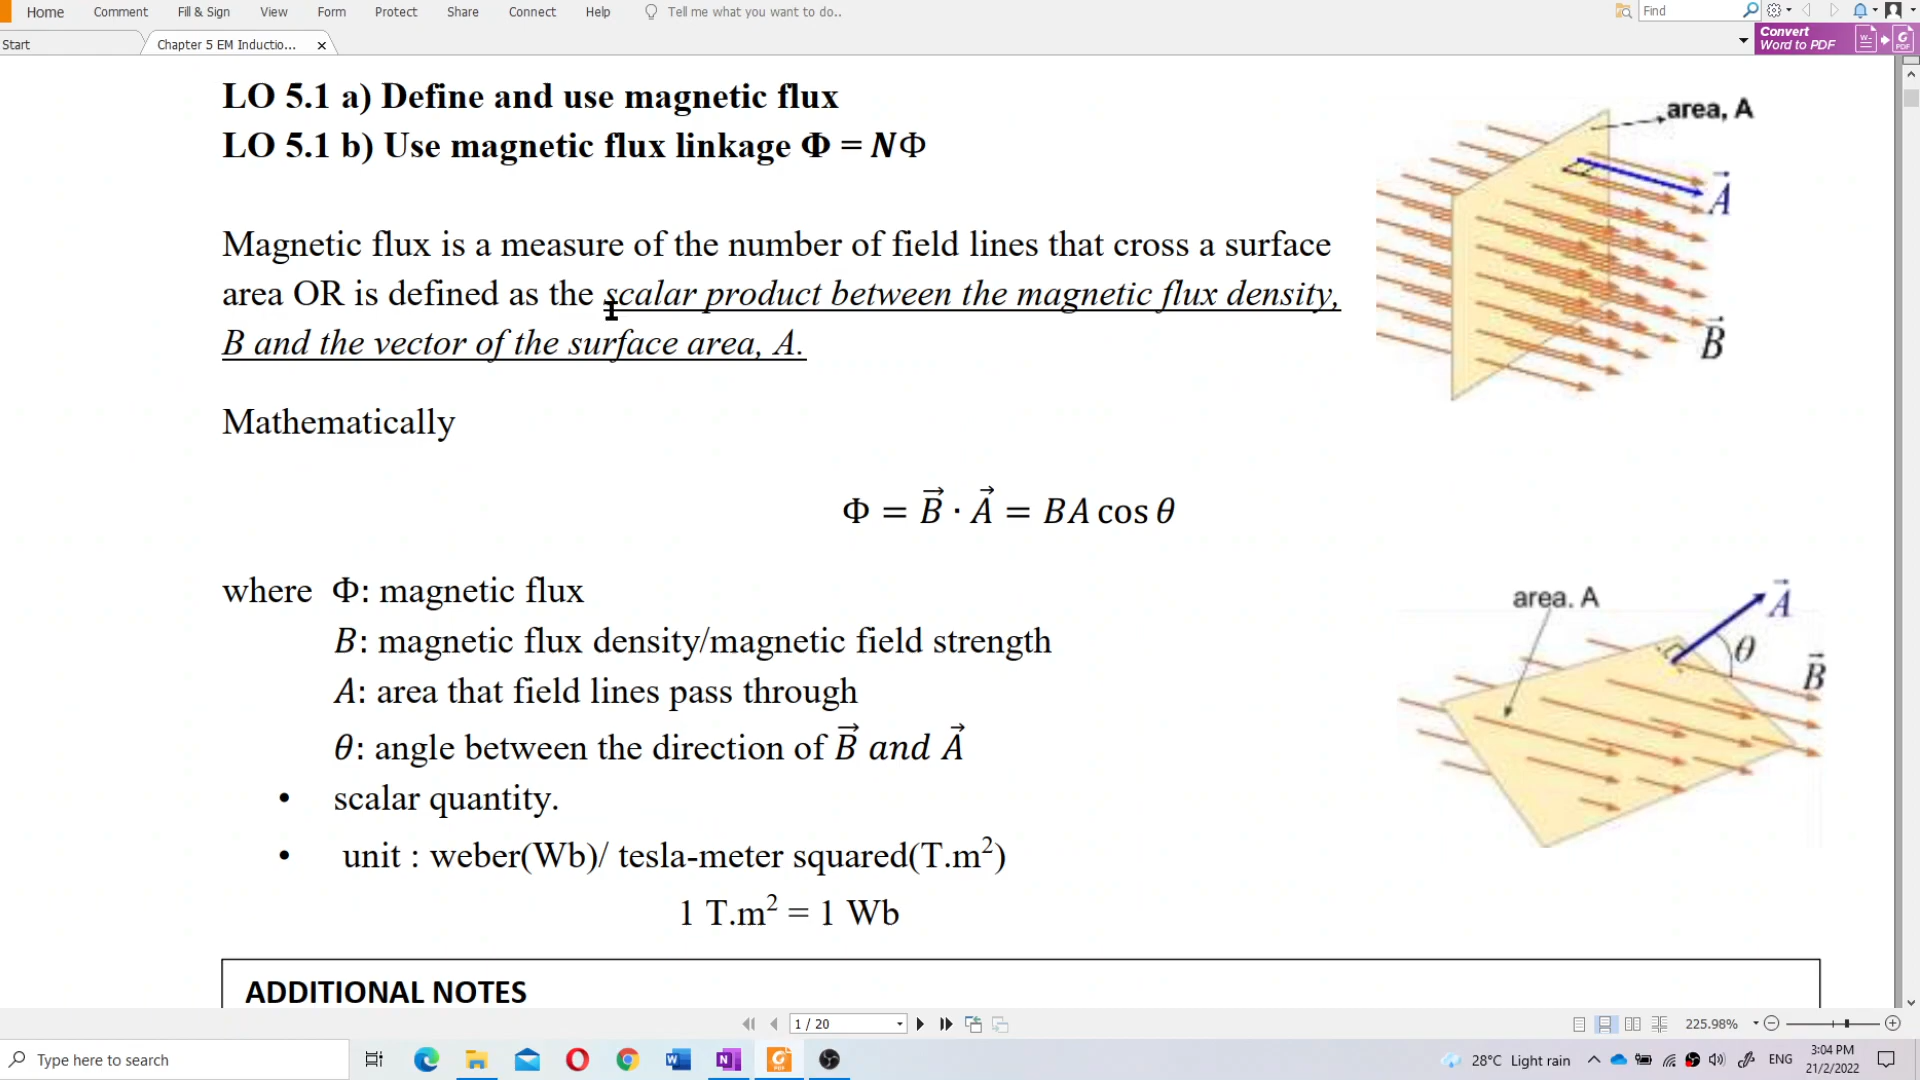 Home Comment Fill & Sign View Form Protect Share Connect Help Tell me what you want to do.. Find
Start Chapter 5 EM Inductio... × Convert Word to PDF
LO 5.1 a) Define and use magnetic flux
LO 5.1 b) Use magnetic flux linkage Φ = NΦ
area, A
A⃗
B⃗
Magnetic flux is a measure of the number of field lines that cross a surface
area OR is defined as the scalar product between the magnetic flux density,
B and the vector of the surface area, A.
Mathematically
Φ = B⃗ · A⃗ = BA cos θ
where Φ: magnetic flux
B: magnetic flux density/magnetic field strength
A: area that field lines pass through
θ: angle between the direction of B⃗ and A⃗
area. A
A⃗
θ
B⃗
• scalar quantity.
• unit : weber(Wb)/ tesla-meter squared(T.m²)
1 T.m² = 1 Wb
ADDITIONAL NOTES
1 / 20 225.98%
Type here to search 28°C Light rain ENG 3:04 PM
21/2/2022